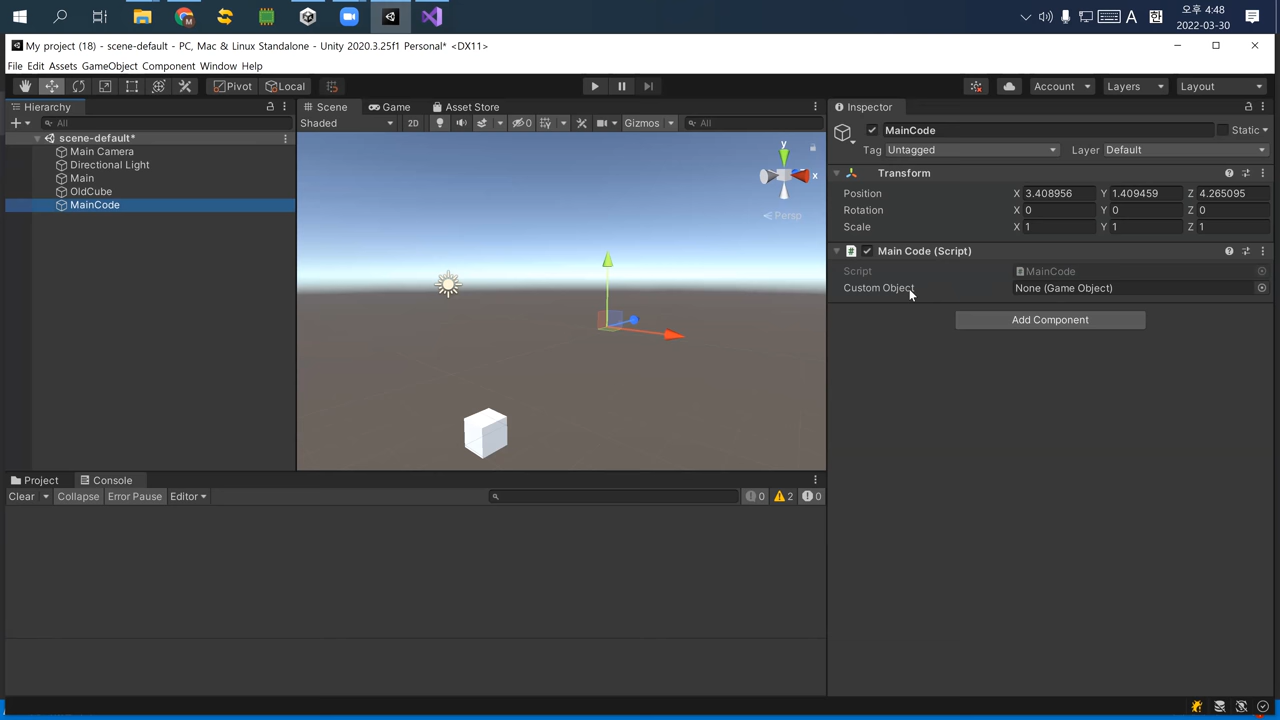 A 한 오후 4:48
2022-03-30
My project (18) - scene-default - PC, Mac & Linux Standalone - Unity 2020.3.25f1 Personal* <DX11>
File Edit Assets GameObject Component Window Help
Pivot Local Account Layers Layout
Hierarchy
All
scene-default*
Main Camera
Directional Light
Main
OldCube
MainCode
Scene Game Asset Store
Shaded 2D 0 Gizmos All
y
x
Persp
Project Console
Clear Collapse Error Pause Editor 0 2 0
Inspector
MainCode Static
Tag Untagged Layer Default
Transform
Position X 3.408956 Y 1.409459 Z 4.265095
Rotation X 0 Y 0 Z 0
Scale X 1 Y 1 Z 1
# Main Code (Script)
Script MainCode
Custom Object None (Game Object)
Add Component